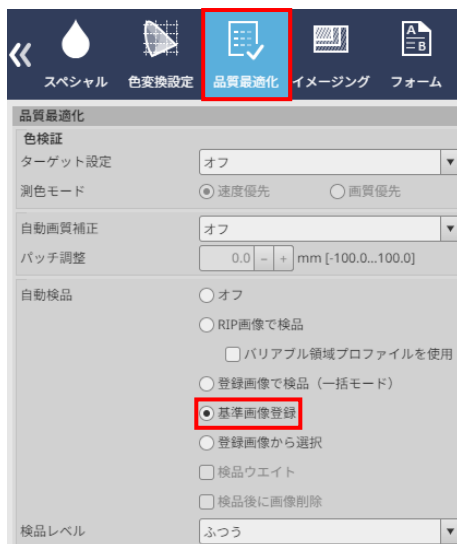 スペシャル 色変換設定 品質最適化 イメージング フォーム
品質最適化
色検証
ターゲット設定 オフ
測色モード 速度優先 画質優先
自動画質補正 オフ
パッチ調整 0.0 - + mm [-100.0...100.0]
自動検品 オフ
RIP画像で検品
バリアブル領域プロファイルを使用
登録画像で検品（一括モード）
基準画像登録
登録画像から選択
検品ウエイト
検品後に画像削除
検品レベル ふつう